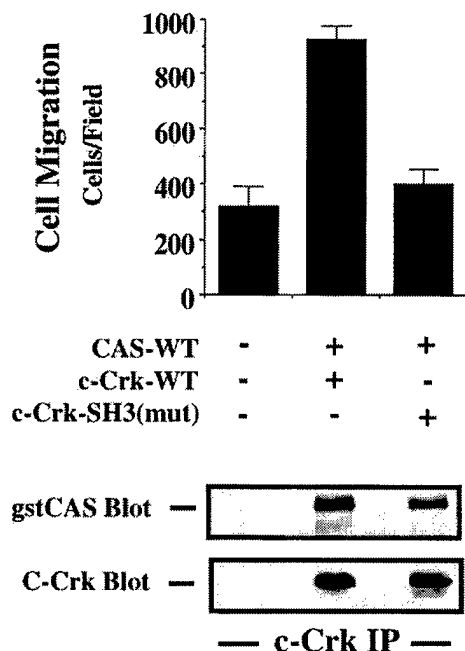 Cell Migration
Cells/Field
1000
800
600
400
200
0
CAS-WT - + +
c-Crk-WT - + -
c-Crk-SH3(mut) - - +
gstCAS Blot —
C-Crk Blot —
— c-Crk IP —